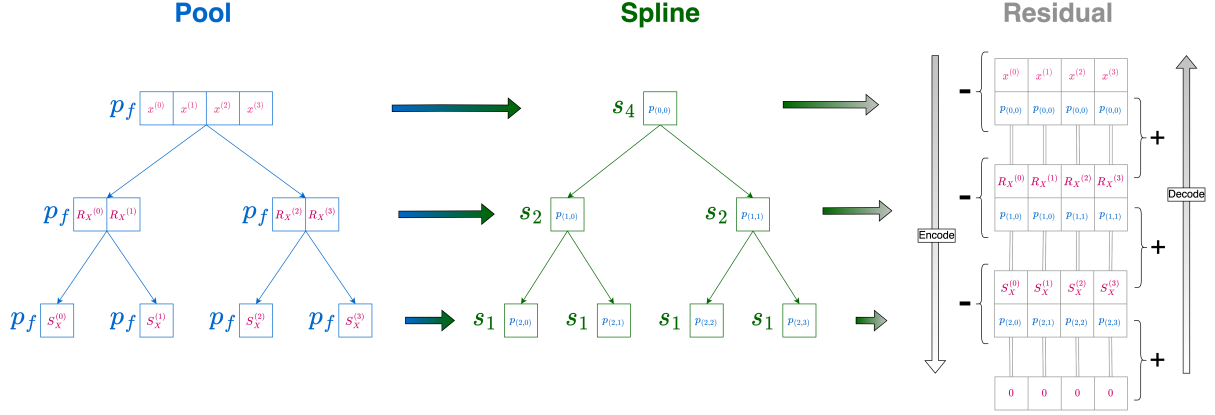 Pool Spline Residual
p_f x^(0) x^(1) x^(2) x^(3) s_4 p_(0,0) - x^(0) x^(1) x^(2) x^(3)
p_(0,0) p_(0,0) p_(0,0) p_(0,0) +
p_f R_X^(0) R_X^(1) p_f R_X^(2) R_X^(3) s_2 p_(1,0) s_2 p_(1,1) - R_X^(0) R_X^(1) R_X^(2) R_X^(3) Decode
Encode p_(1,0) p_(1,0) p_(1,1) p_(1,1) +
p_f S_X^(0) p_f S_X^(1) p_f S_X^(2) p_f S_X^(3) s_1 p_(2,0) s_1 p_(2,1) s_1 p_(2,2) s_1 p_(2,3) - S_X^(0) S_X^(1) S_X^(2) S_X^(3)
p_(2,0) p_(2,1) p_(2,2) p_(2,3) +
0 0 0 0